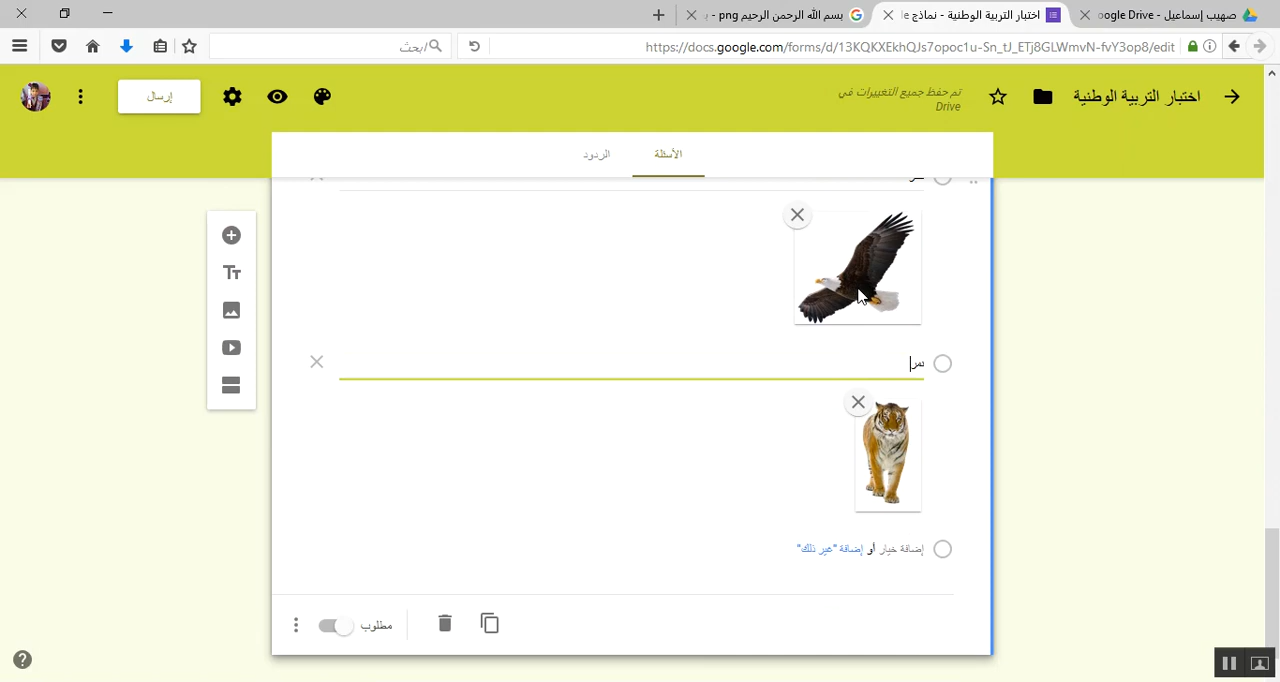 صهيب إسماعيل - Google Drive
اختبار التربية الوطنية - نماذج
بسم الله الرحمن الرحيم png
https://docs.google.com/forms/d/13KQKXEkhQJs7opoc1u-Sn_tJ_ETj8GLWmvN-fvY3op8/edit
ابحث
اختبار التربية الوطنية
تم حفظ جميع التغييرات في
Drive
إرسال
الأسئلة
الردود
نمر
إضافة خيار أو إضافة "غير ذلك"
مطلوب